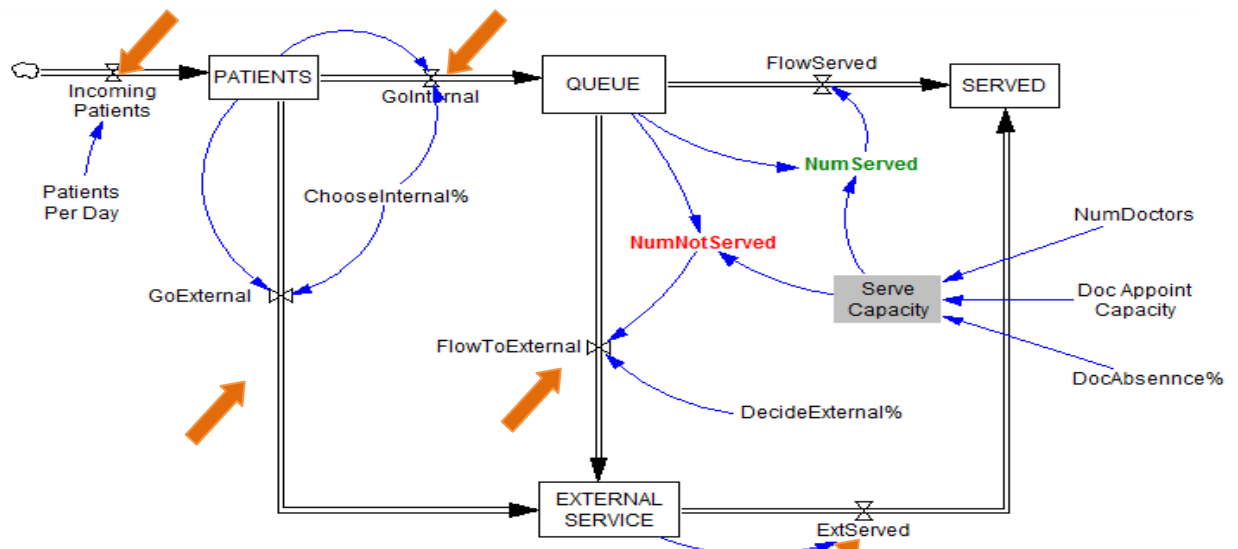 FlowServed
PATIENTS
QUEUE
SERVED
Incoming
Patients
GoInternal
NumServed
Patients
Per Day
ChooseInternal%
NumDoctors
NumNotServed
GoExternal
Serve
Capacity
Doc Appoint
Capacity
FlowToExternal
DocAbsennce%
DecideExternal%
EXTERNAL
SERVICE
ExtServed